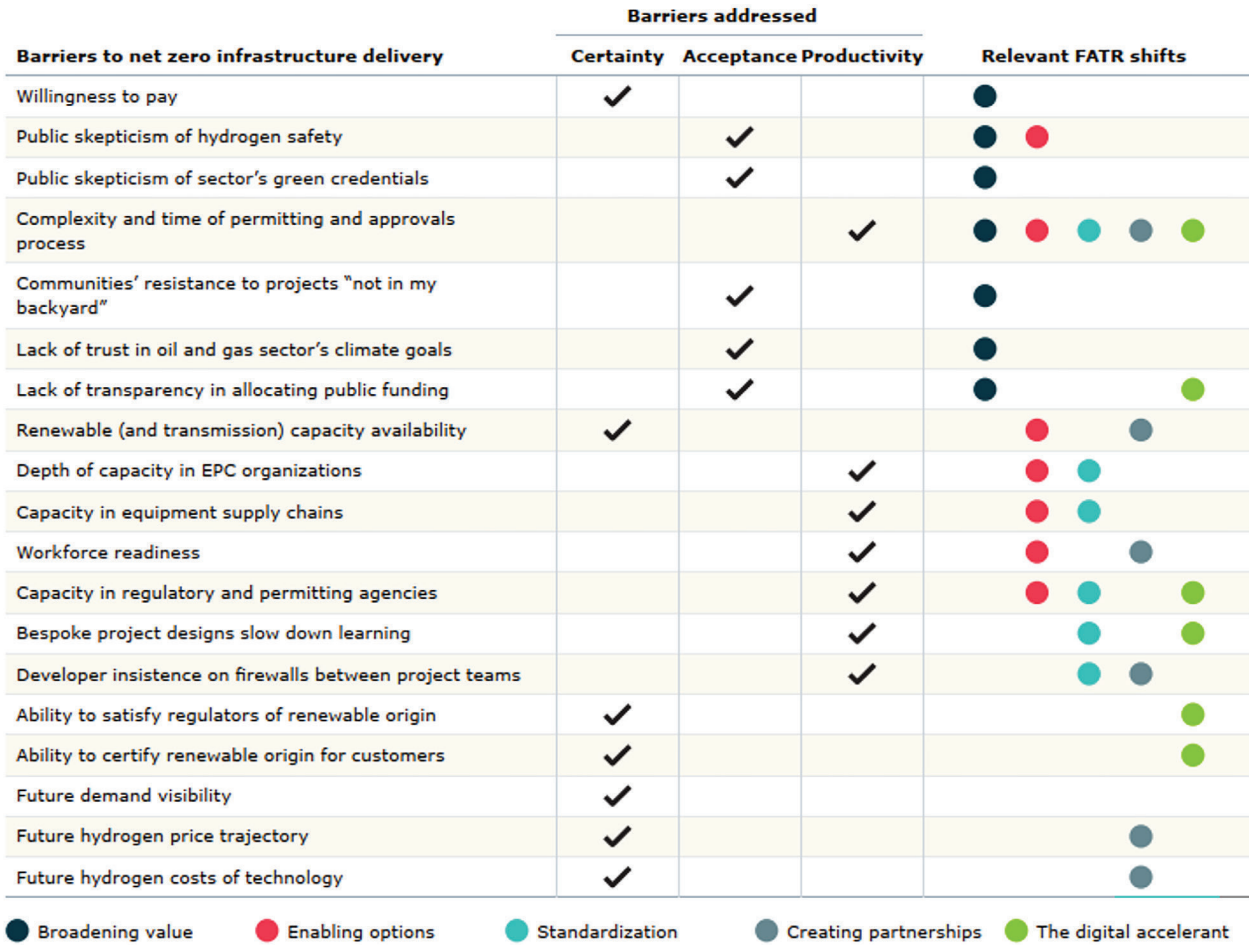 Barriers addressed
Barriers to net zero infrastructure delivery Certainty Acceptance Productivity Relevant FATR shifts
Willingness to pay
Public skepticism of hydrogen safety
Public skepticism of sector’s green credentials
Complexity and time of permitting and approvals
process
Communities’ resistance to projects “not in my
backyard”
Lack of trust in oil and gas sector’s climate goals
Lack of transparency in allocating public funding
Renewable (and transmission) capacity availability
Depth of capacity in EPC organizations
Capacity in equipment supply chains
Workforce readiness
Capacity in regulatory and permitting agencies
Bespoke project designs slow down learning
Developer insistence on firewalls between project teams
Ability to satisfy regulators of renewable origin
Ability to certify renewable origin for customers
Future demand visibility
Future hydrogen price trajectory
Future hydrogen costs of technology
Broadening value Enabling options Standardization Creating partnerships The digital accelerant